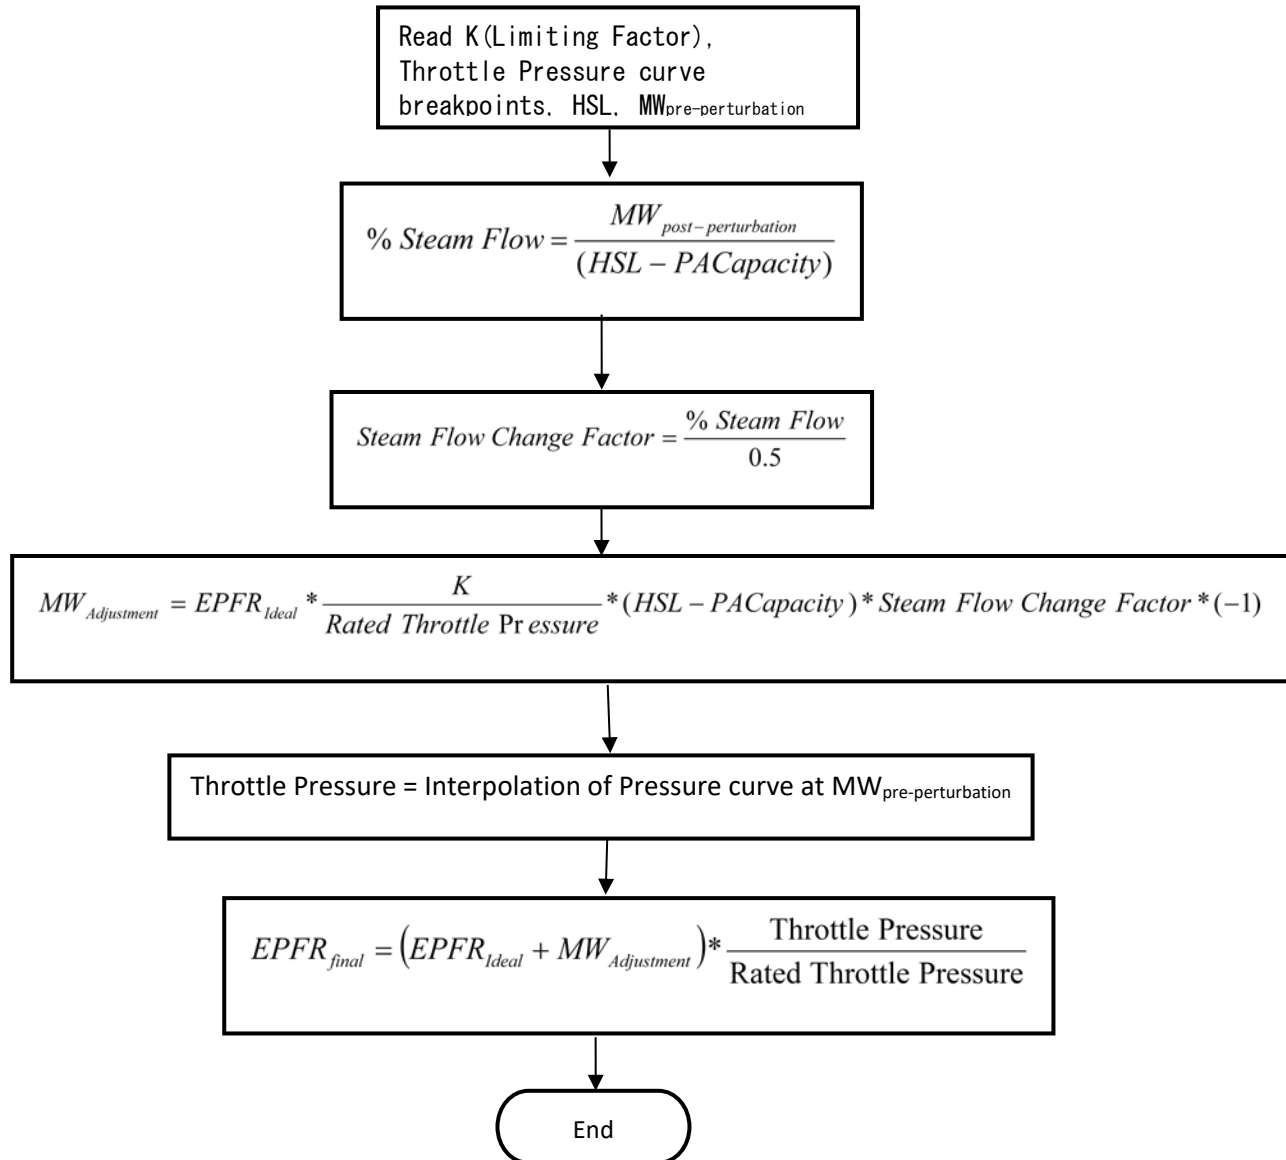 Read K(Limiting Factor),
Throttle Pressure curve
breakpoints, HSL, MWpre-perturbation
% Steam Flow = MWpost-perturbation / (HSL – PACapacity)
Steam Flow Change Factor = % Steam Flow / 0.5
MWAdjustment = EPFRIdeal * K / Rated Throttle Pr essure * (HSL – PACapacity) * Steam Flow Change Factor * (–1)
Throttle Pressure = Interpolation of Pressure curve at MWpre-perturbation
EPFRfinal = (EPFRIdeal + MWAdjustment) * Throttle Pressure / Rated Throttle Pressure
End